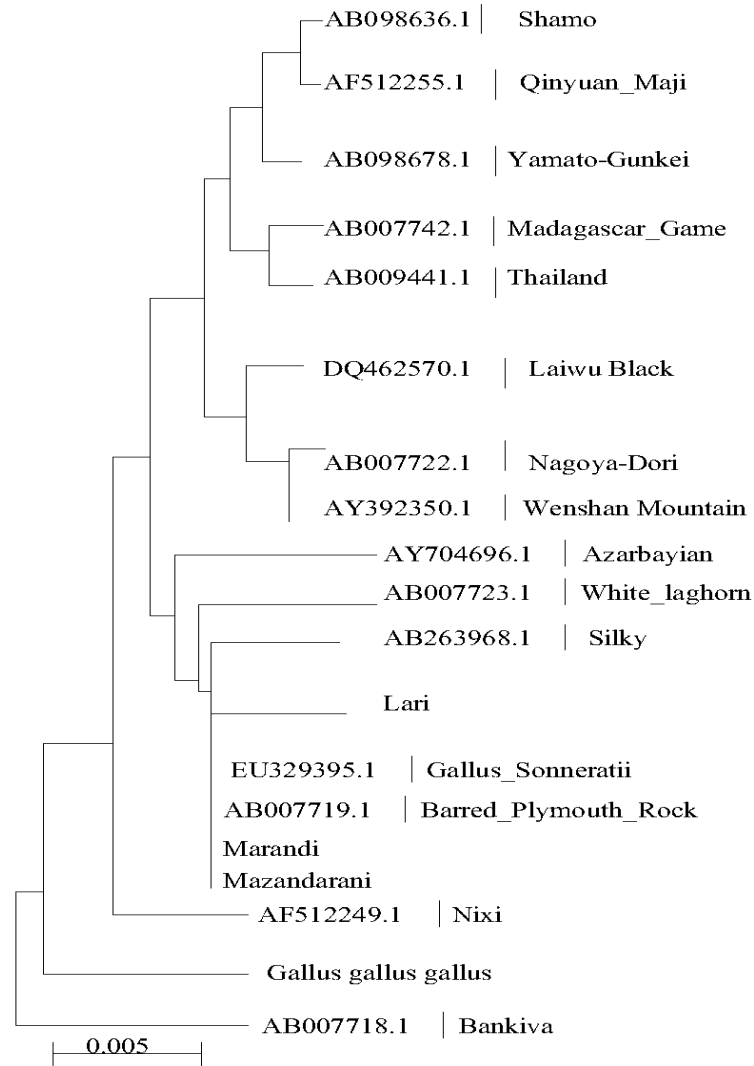 AB098636.1 | Shamo
AF512255.1 | Qinyuan_Maji
AB098678.1 | Yamato-Gunkei
AB007742.1 | Madagascar_Game
AB009441.1 | Thailand
DQ462570.1 | Laiwu Black
AB007722.1 | Nagoya-Dori
AY392350.1 | Wenshan Mountain
AY704696.1 | Azarbayian
AB007723.1 | White_laghorn
AB263968.1 | Silky
Lari
EU329395.1 | Gallus_Sonneratii
AB007719.1 | Barred_Plymouth_Rock
Marandi
Mazandarani
AF512249.1 | Nixi
Gallus gallus gallus
AB007718.1 | Bankiva
0.005